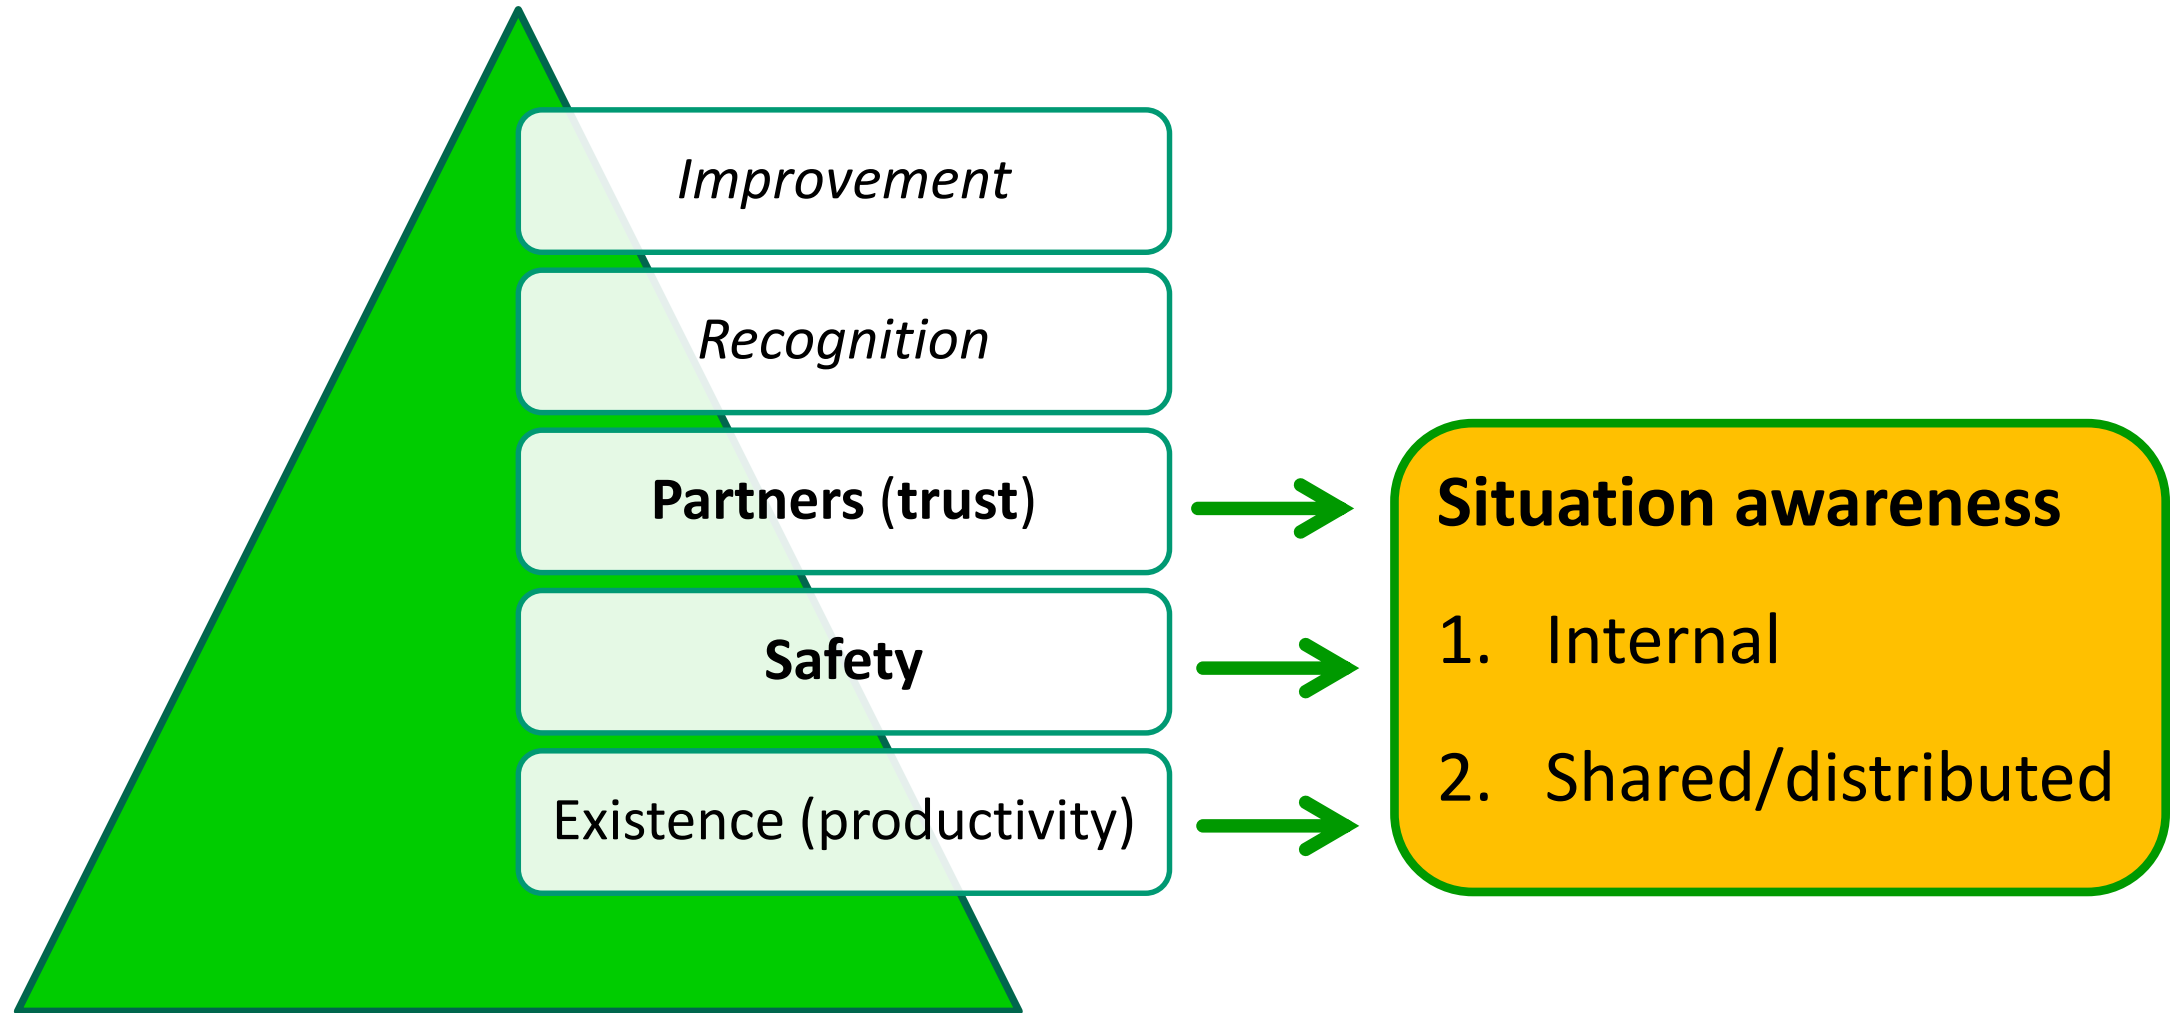 Improvement
Recognition
Partners (trust)
Safety
Existence (productivity)
Situation awareness
1. Internal
2. Shared/distributed